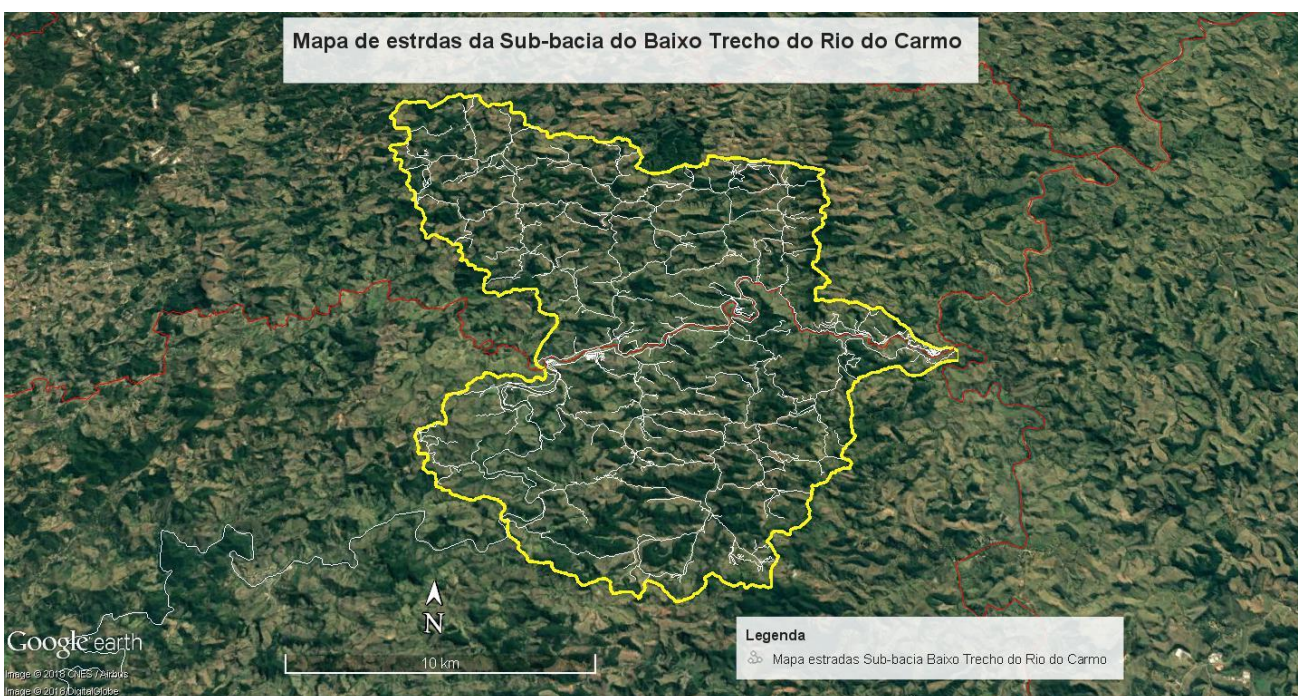 Mapa de estrdas da Sub-bacia do Baixo Trecho do Rio do Carmo
N
Google earth
10 km
Legenda
Mapa estradas Sub-bacia Baixo Trecho do Rio do Carmo
Image © 2018 CNES / Airbus
Image © 2018 DigitalGlobe